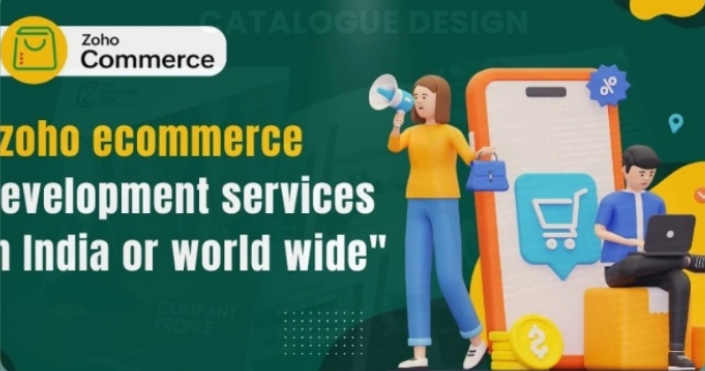 CATALOGUE DESIGN
Zoho
Commerce
zoho ecommerce
evelopment services
n India or world wide"
COMPANY
PROFILE
%
$